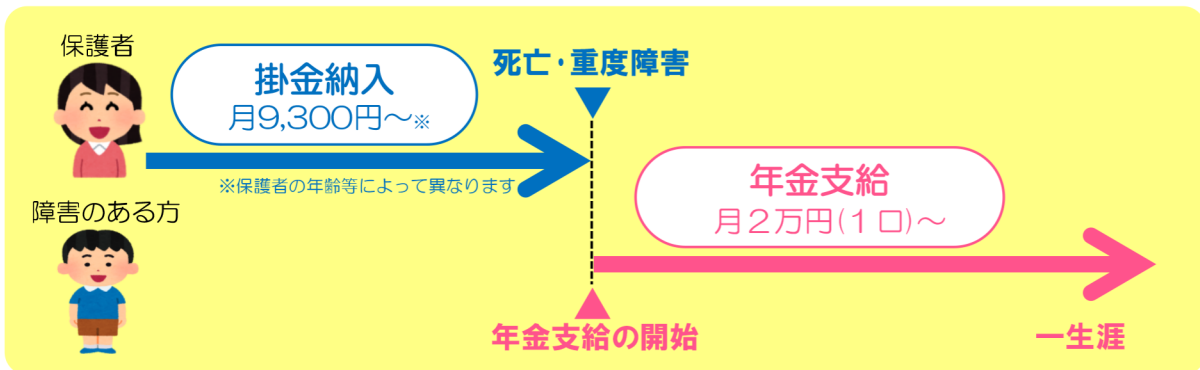 保護者
掛金納入
月9,300円～※
死亡・重度障害
※保護者の年齢等によって異なります
障害のある方
年金支給
月２万円(１口)～
年金支給の開始
一生涯